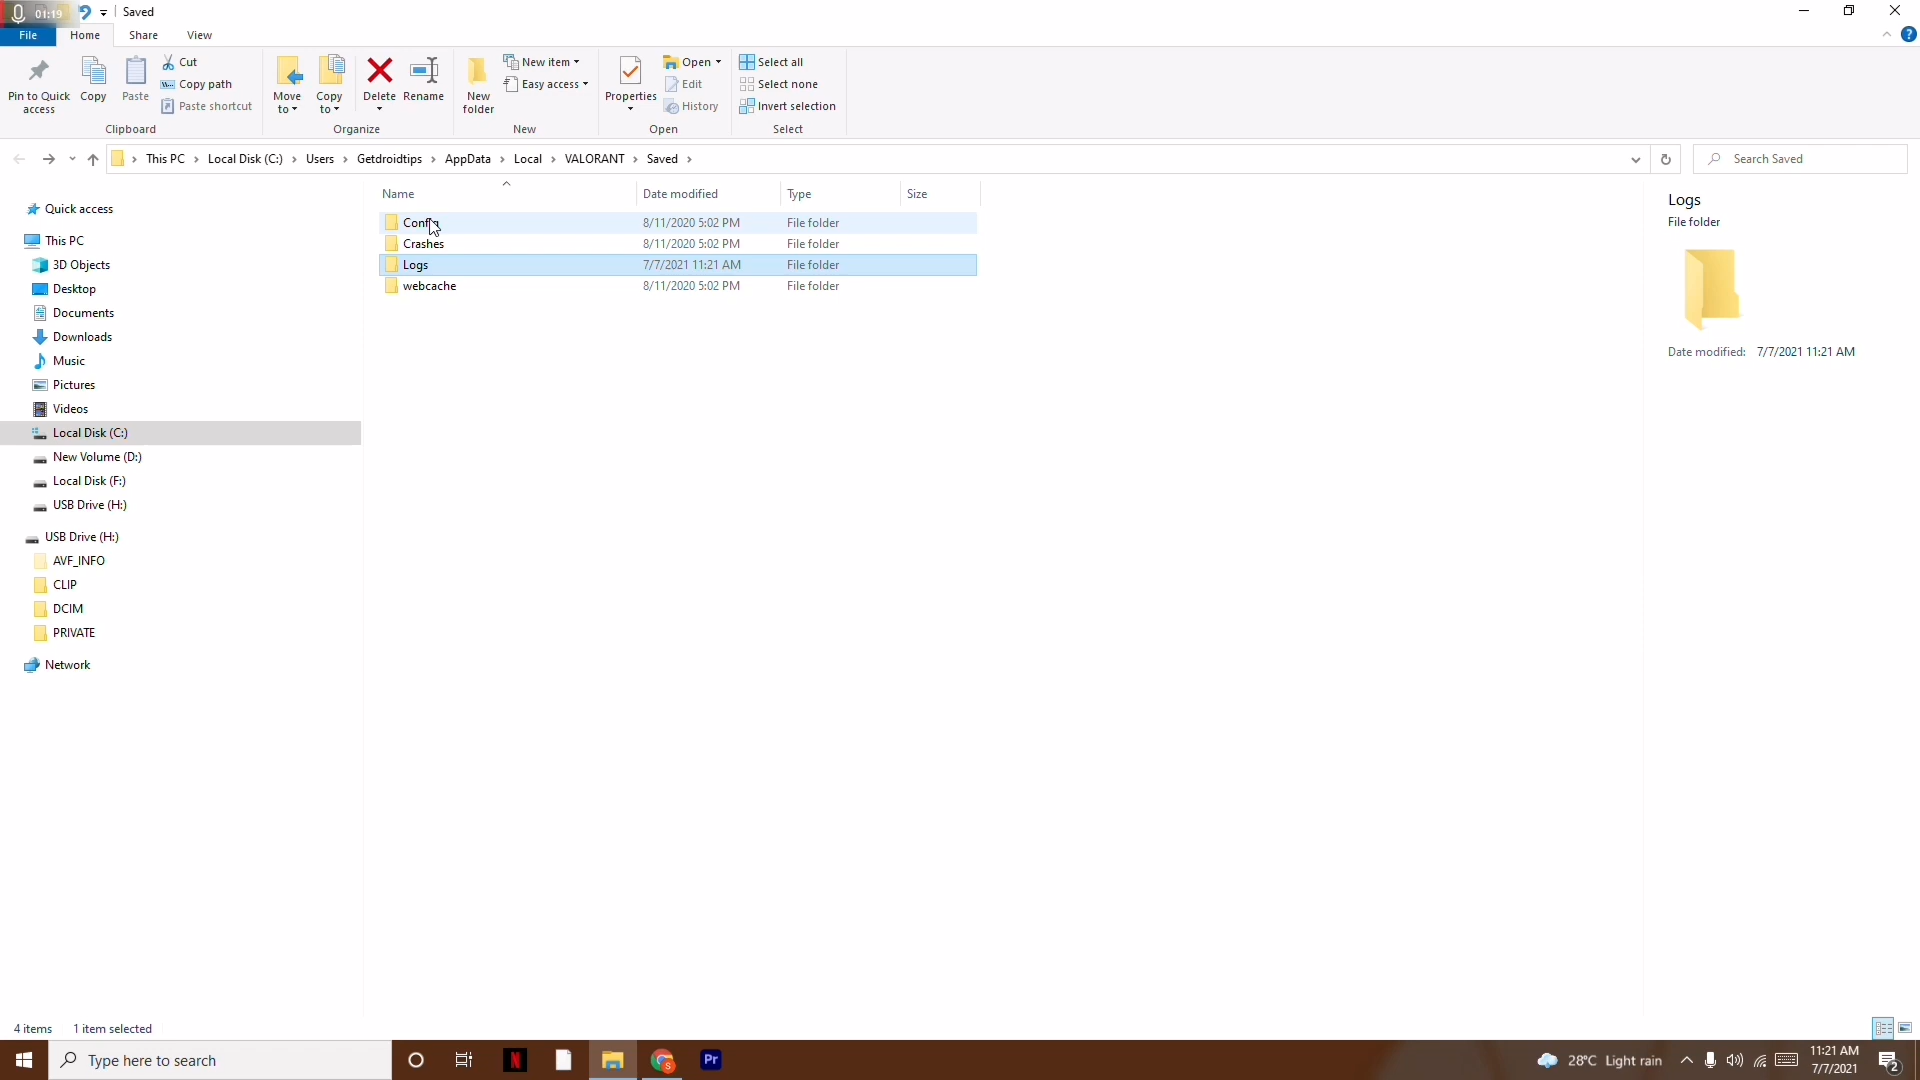 01:19 Saved
File Home Share View
Pin to Quick access
Copy
Paste
Cut
Copy path
Paste shortcut
Clipboard
Move to
Copy to
Delete
Rename
Organize
New folder
New item
Easy access
New
Properties
Open
Edit
History
Open
Select all
Select none
Invert selection
Select
This PC › Local Disk (C:) › Users › Getdroidtips › AppData › Local › VALORANT › Saved ›
Search Saved
Quick access
This PC
3D Objects
Desktop
Documents
Downloads
Music
Pictures
Videos
Local Disk (C:)
New Volume (D:)
Local Disk (F:)
USB Drive (H:)
USB Drive (H:)
AVF_INFO
CLIP
DCIM
PRIVATE
Network
Name Date modified Type Size
Config 8/11/2020 5:02 PM File folder
Crashes 8/11/2020 5:02 PM File folder
Logs 7/7/2021 11:21 AM File folder
webcache 8/11/2020 5:02 PM File folder
Logs
File folder
Date modified: 7/7/2021 11:21 AM
4 items 1 item selected
Type here to search
N
S
Pr
28°C Light rain
11:21 AM
7/7/2021
2